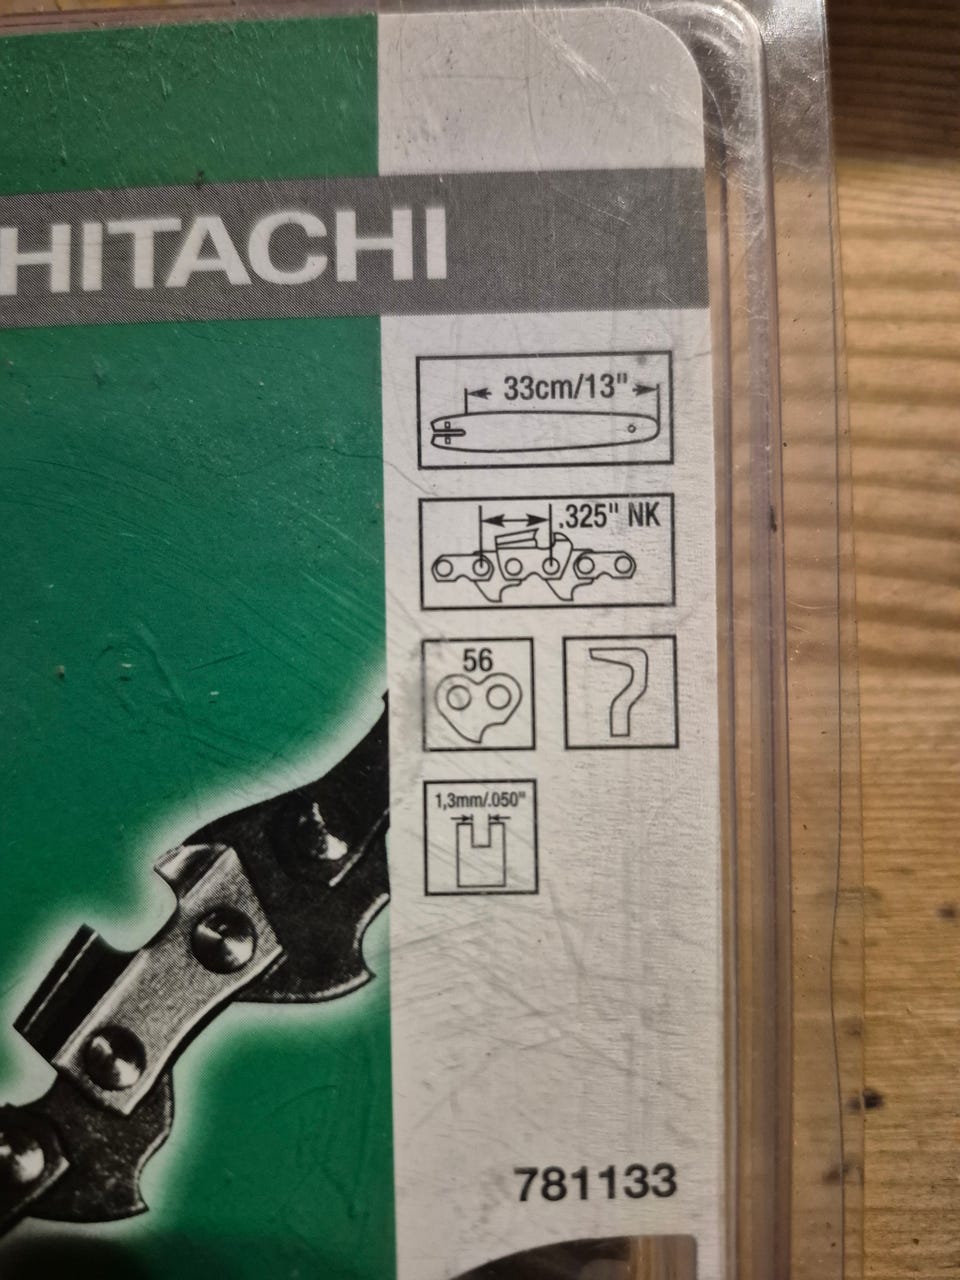 HITACHI
33cm/13"
.325" NK
56
1,3mm/.050"
781133